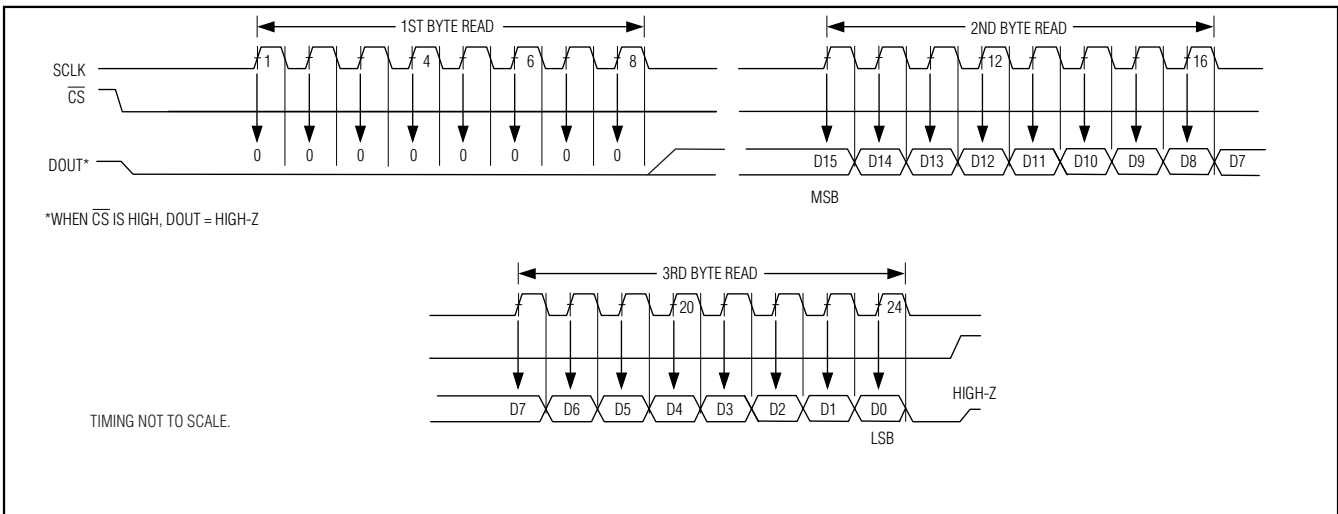 1ST BYTE READ
2ND BYTE READ
SCLK
1 4 6 8 12 16
CS
0 0 0 0 0 0 0 0
DOUT*
D15 D14 D13 D12 D11 D10 D9 D8 D7
MSB
*WHEN CS IS HIGH, DOUT = HIGH-Z
3RD BYTE READ
20 24
HIGH-Z
D7 D6 D5 D4 D3 D2 D1 D0
TIMING NOT TO SCALE.
LSB